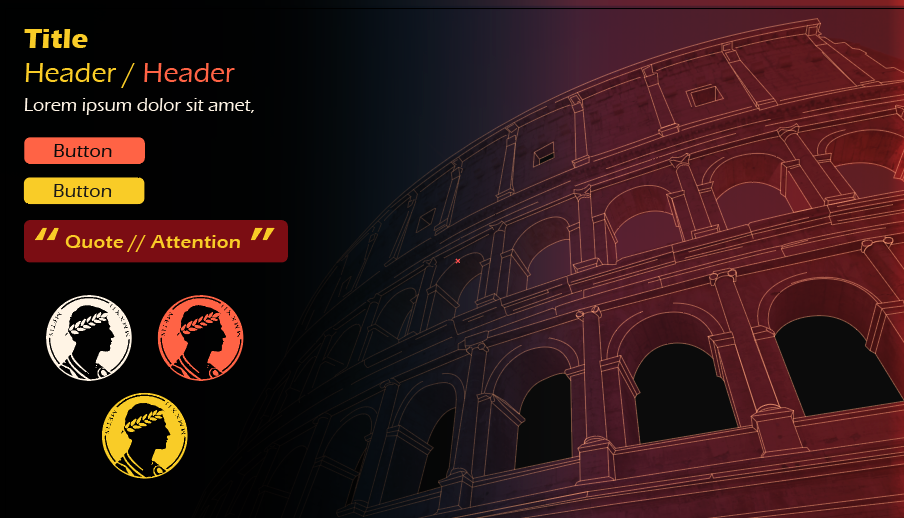 Title
Header / Header
Lorem ipsum dolor sit amet,
Button
Button
“ Quote // Attention ”